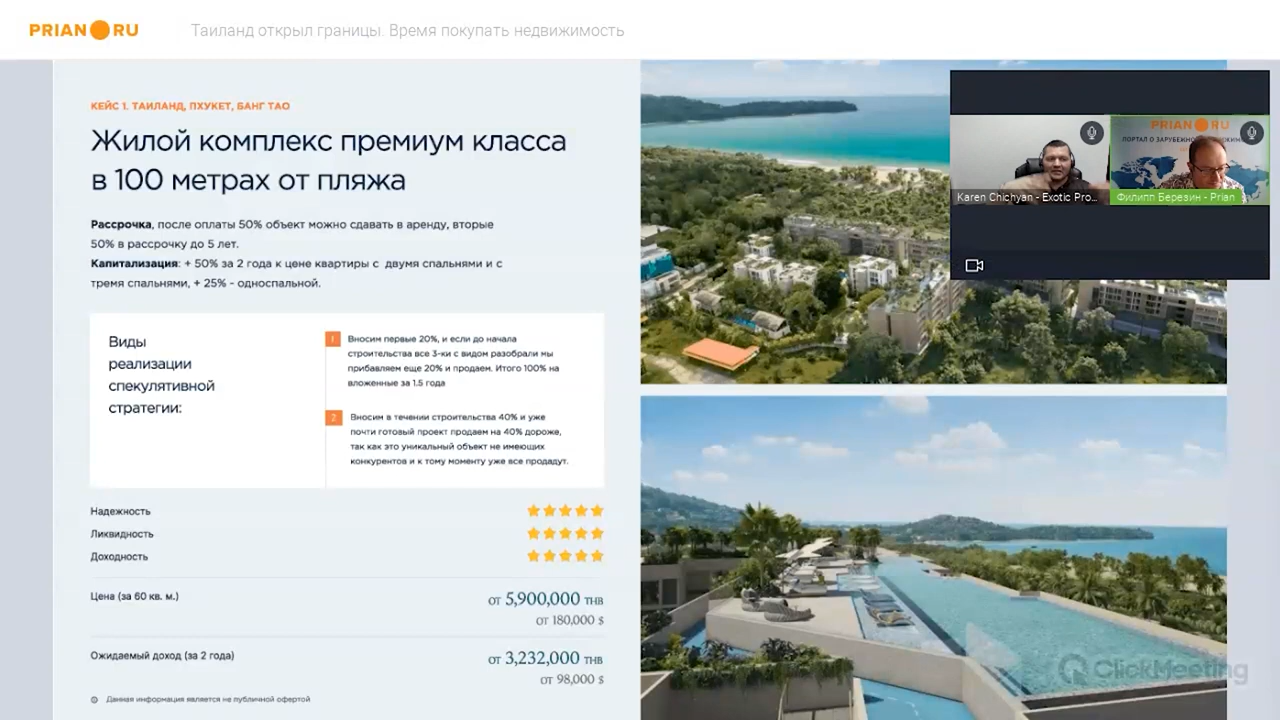 PRIAN RU
Таиланд открыл границы. Время покупать недвижимость
КЕЙС 1. ТАИЛАНД, ПХУКЕТ, БАНГ ТАО
Жилой комплекс премиум класса
в 100 метрах от пляжа
Рассрочка, после оплаты 50% объект можно сдавать в аренду, вторые
50% в рассрочку до 5 лет.
Капитализация: + 50% за 2 года к цене квартиры с двумя спальнями и с
тремя спальнями, + 25% - односпальной.
Виды
реализации
спекулятивной
стратегии:
1
Вносим первые 20%, и если до начала
строительства все 3-ки с видом разобрали мы
прибавляем еще 20% и продаем. Итого 100% на
вложенные за 1.5 года
2
Вносим в течении строительства 40% и уже
почти готовый проект продаем на 40% дороже,
так как это уникальный объект не имеющих
конкурентов и к тому моменту уже все продадут.
Надежность
Ликвидность
Доходность
Цена (за 60 кв. м.)
от 5,900,000 THB
от 180,000 $
Ожидаемый доход (за 2 года)
от 3,232,000 THB
от 98,000 $
Данная информация является не публичной офертой
PRIAN RU
Karen Chichyan - Exotic Pro...
Филипп Березин - Prian
ClickMeeting